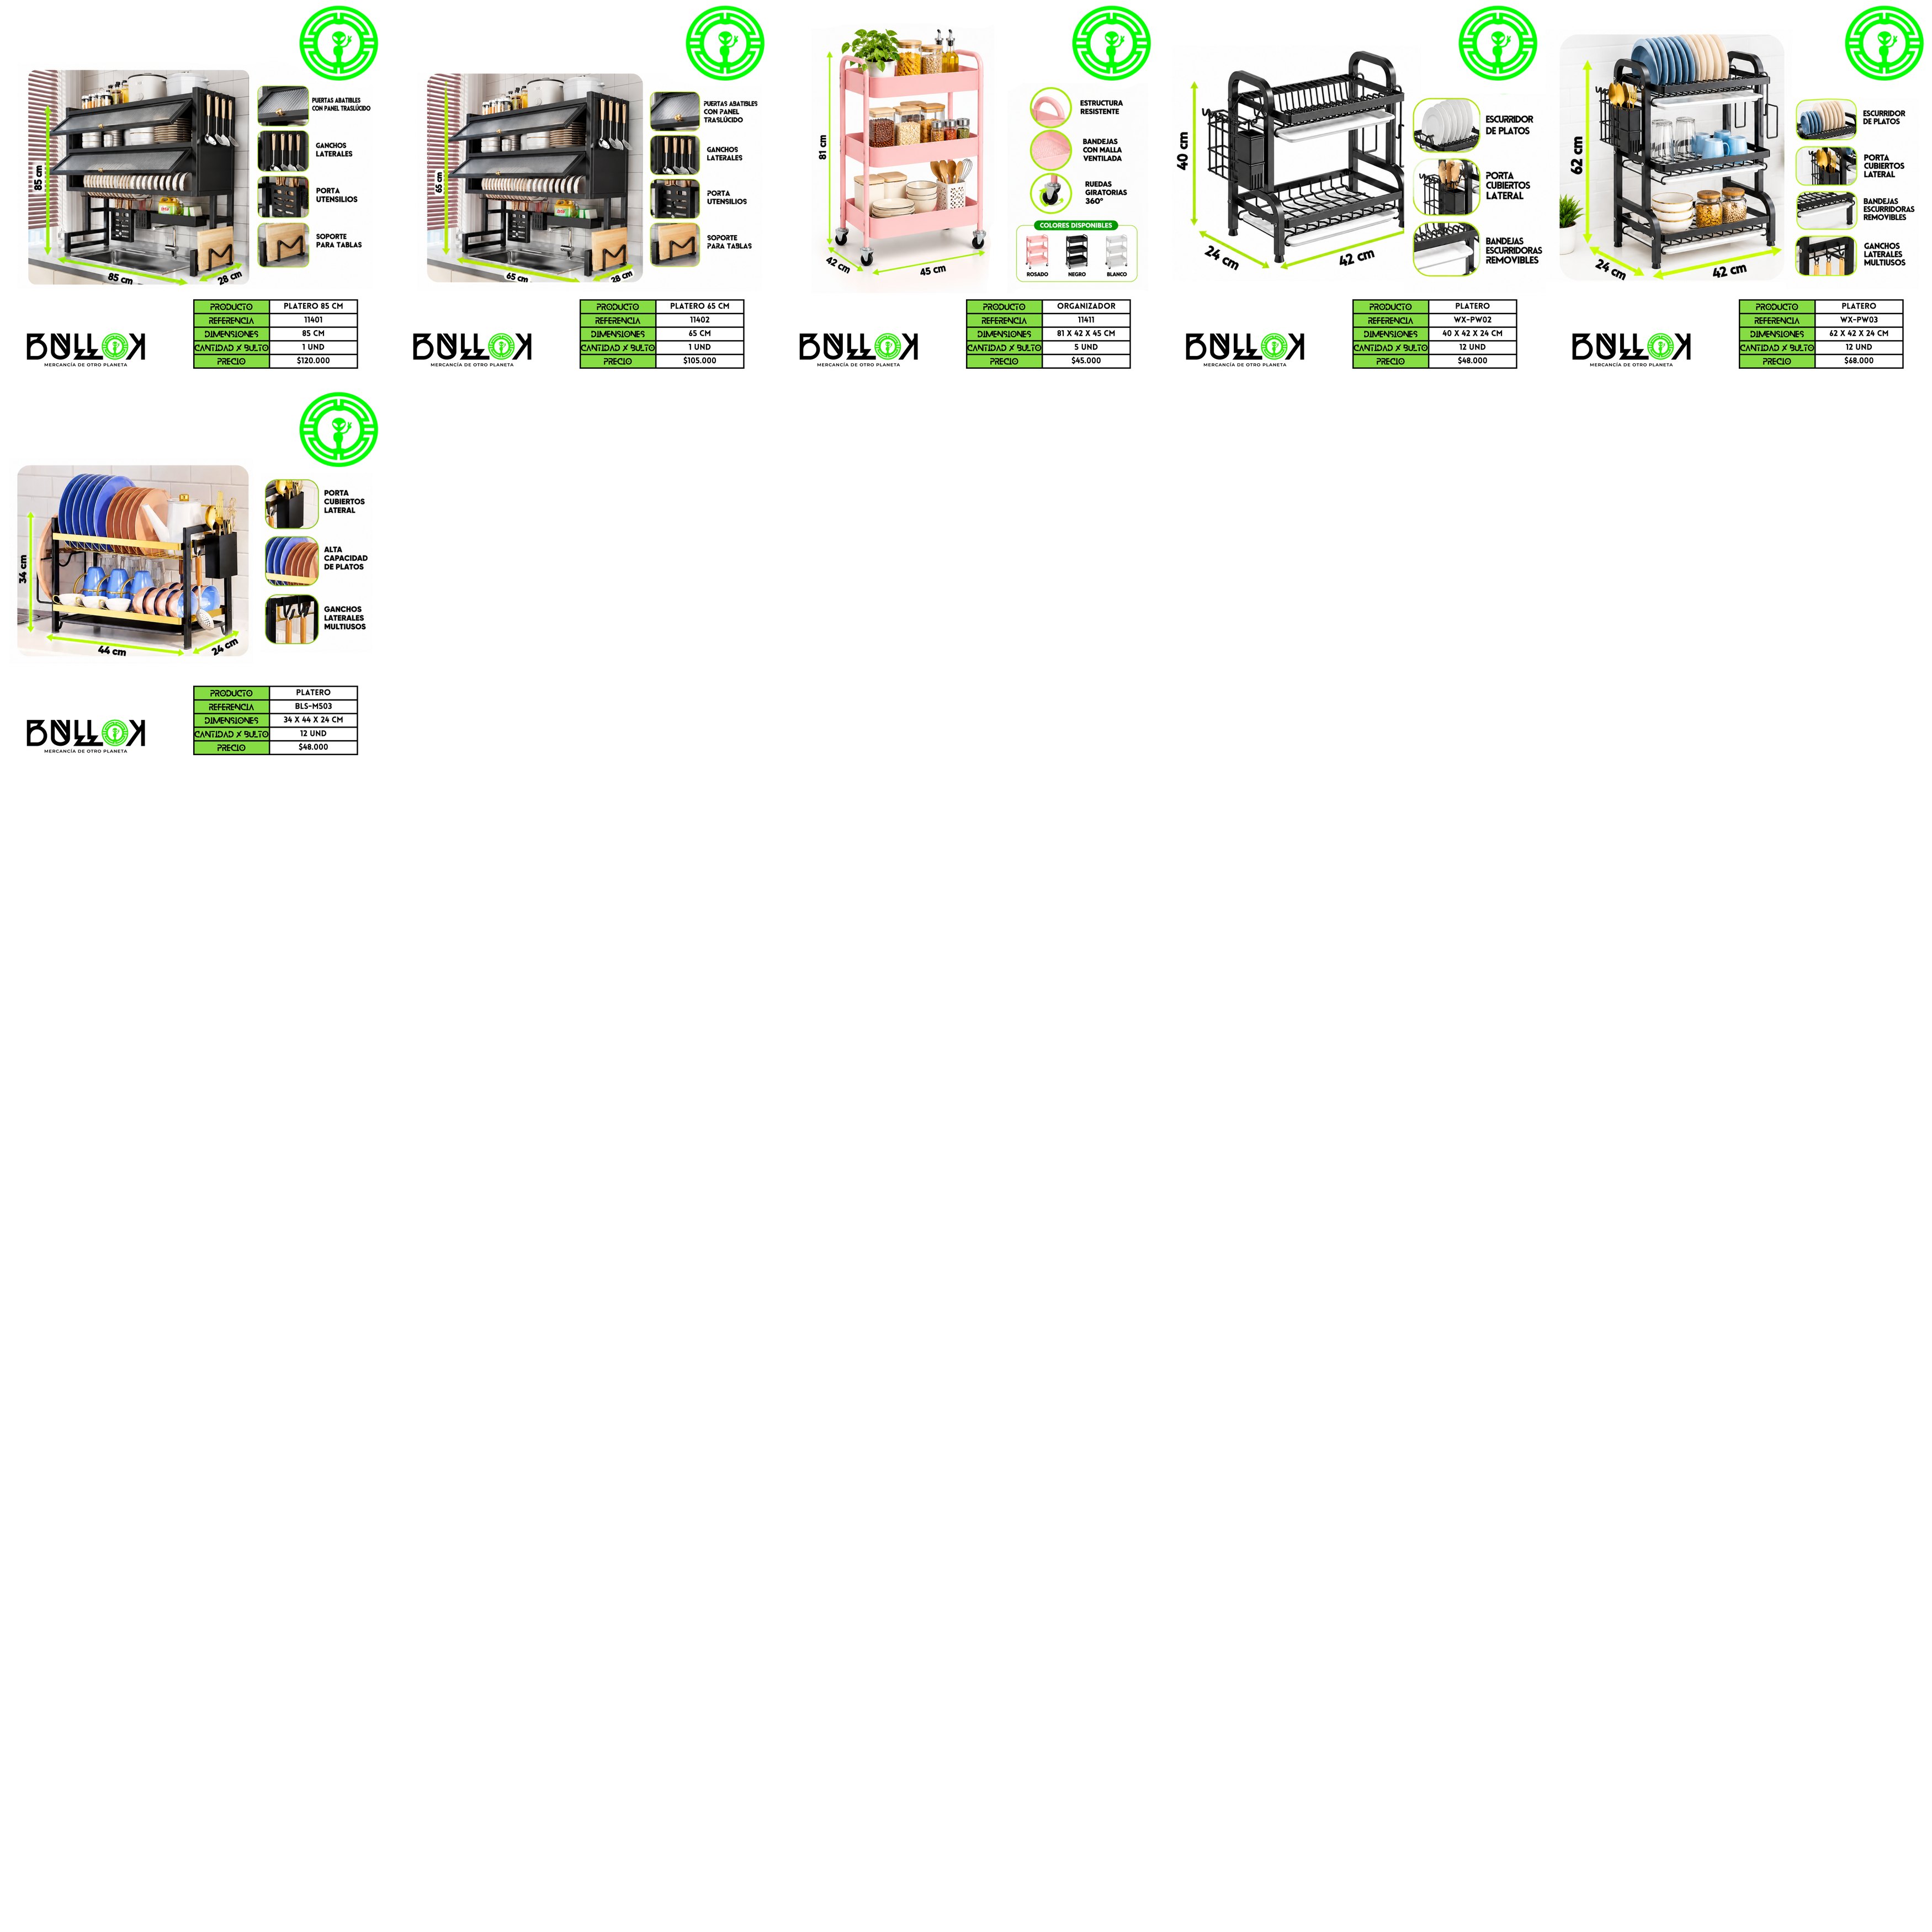 PUERTAS ABATIBLES
CON PANEL TRASLÚCIDO
GANCHOS
LATERALES
PORTA
UTENSILIOS
SOPORTE
PARA TABLAS
85 cm
85 cm
28 cm
BULLOK
MERCANCÍA DE OTRO PLANETA
PRODUCTO PLATERO 85 CM
REFERENCIA 11401
DIMENSIONES 85 CM
CANTIDAD X BULTO 1 UND
PRECIO $120.000
PUERTAS ABATIBLES
CON PANEL
TRASLÚCIDO
GANCHOS
LATERALES
PORTA
UTENSILIOS
SOPORTE
PARA TABLAS
65 cm
65 cm
28 cm
BULLOK
MERCANCÍA DE OTRO PLANETA
PRODUCTO PLATERO 65 CM
REFERENCIA 11402
DIMENSIONES 65 CM
CANTIDAD X BULTO 1 UND
PRECIO $105.000
81 cm
42 cm
45 cm
ESTRUCTURA
RESISTENTE
BANDEJAS
CON MALLA
VENTILADA
RUEDAS
GIRATORIAS
360°
COLORES DISPONIBLES
ROSADO NEGRO BLANCO
BULLOK
MERCANCÍA DE OTRO PLANETA
PRODUCTO ORGANIZADOR
REFERENCIA 11411
DIMENSIONES 81 X 42 X 45 CM
CANTIDAD X BULTO 5 UND
PRECIO $45.000
40 cm
24 cm
42 cm
ESCURRIDOR
DE PLATOS
PORTA
CUBIERTOS
LATERAL
BANDEJAS
ESCURRIDORAS
REMOVIBLES
BULLOK
MERCANCÍA DE OTRO PLANETA
PRODUCTO PLATERO
REFERENCIA WX-PW02
DIMENSIONES 40 X 42 X 24 CM
CANTIDAD X BULTO 12 UND
PRECIO $48.000
62 cm
24 cm
42 cm
ESCURRIDOR
DE PLATOS
PORTA
CUBIERTOS
LATERAL
BANDEJAS
ESCURRIDORAS
REMOVIBLES
GANCHOS
LATERALES
MULTIUSOS
BULLOK
MERCANCÍA DE OTRO PLANETA
PRODUCTO PLATERO
REFERENCIA WX-PW03
DIMENSIONES 62 X 42 X 24 CM
CANTIDAD X BULTO 12 UND
PRECIO $68.000
34 cm
44 cm
24 cm
PORTA
CUBIERTOS
LATERAL
ALTA
CAPACIDAD
DE PLATOS
GANCHOS
LATERALES
MULTIUSOS
BULLOK
MERCANCÍA DE OTRO PLANETA
PRODUCTO PLATERO
REFERENCIA BLS-M503
DIMENSIONES 34 X 44 X 24 CM
CANTIDAD X BULTO 12 UND
PRECIO $48.000